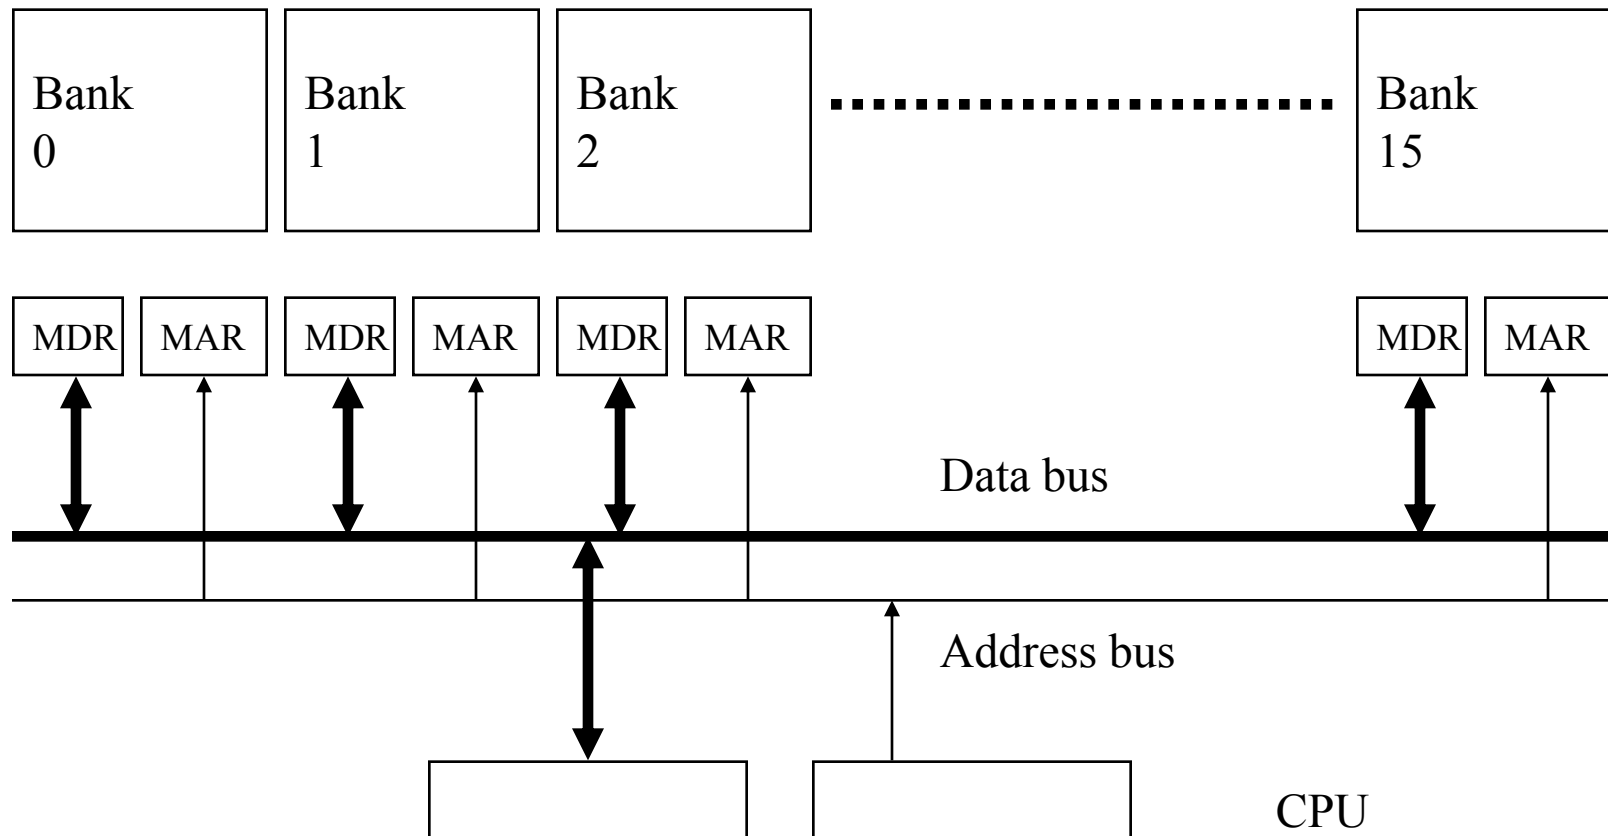 Bank
0
Bank
1
Bank
2
Bank
15
MDR
MAR
MDR
MAR
MDR
MAR
MDR
MAR
Data bus
Address bus
CPU